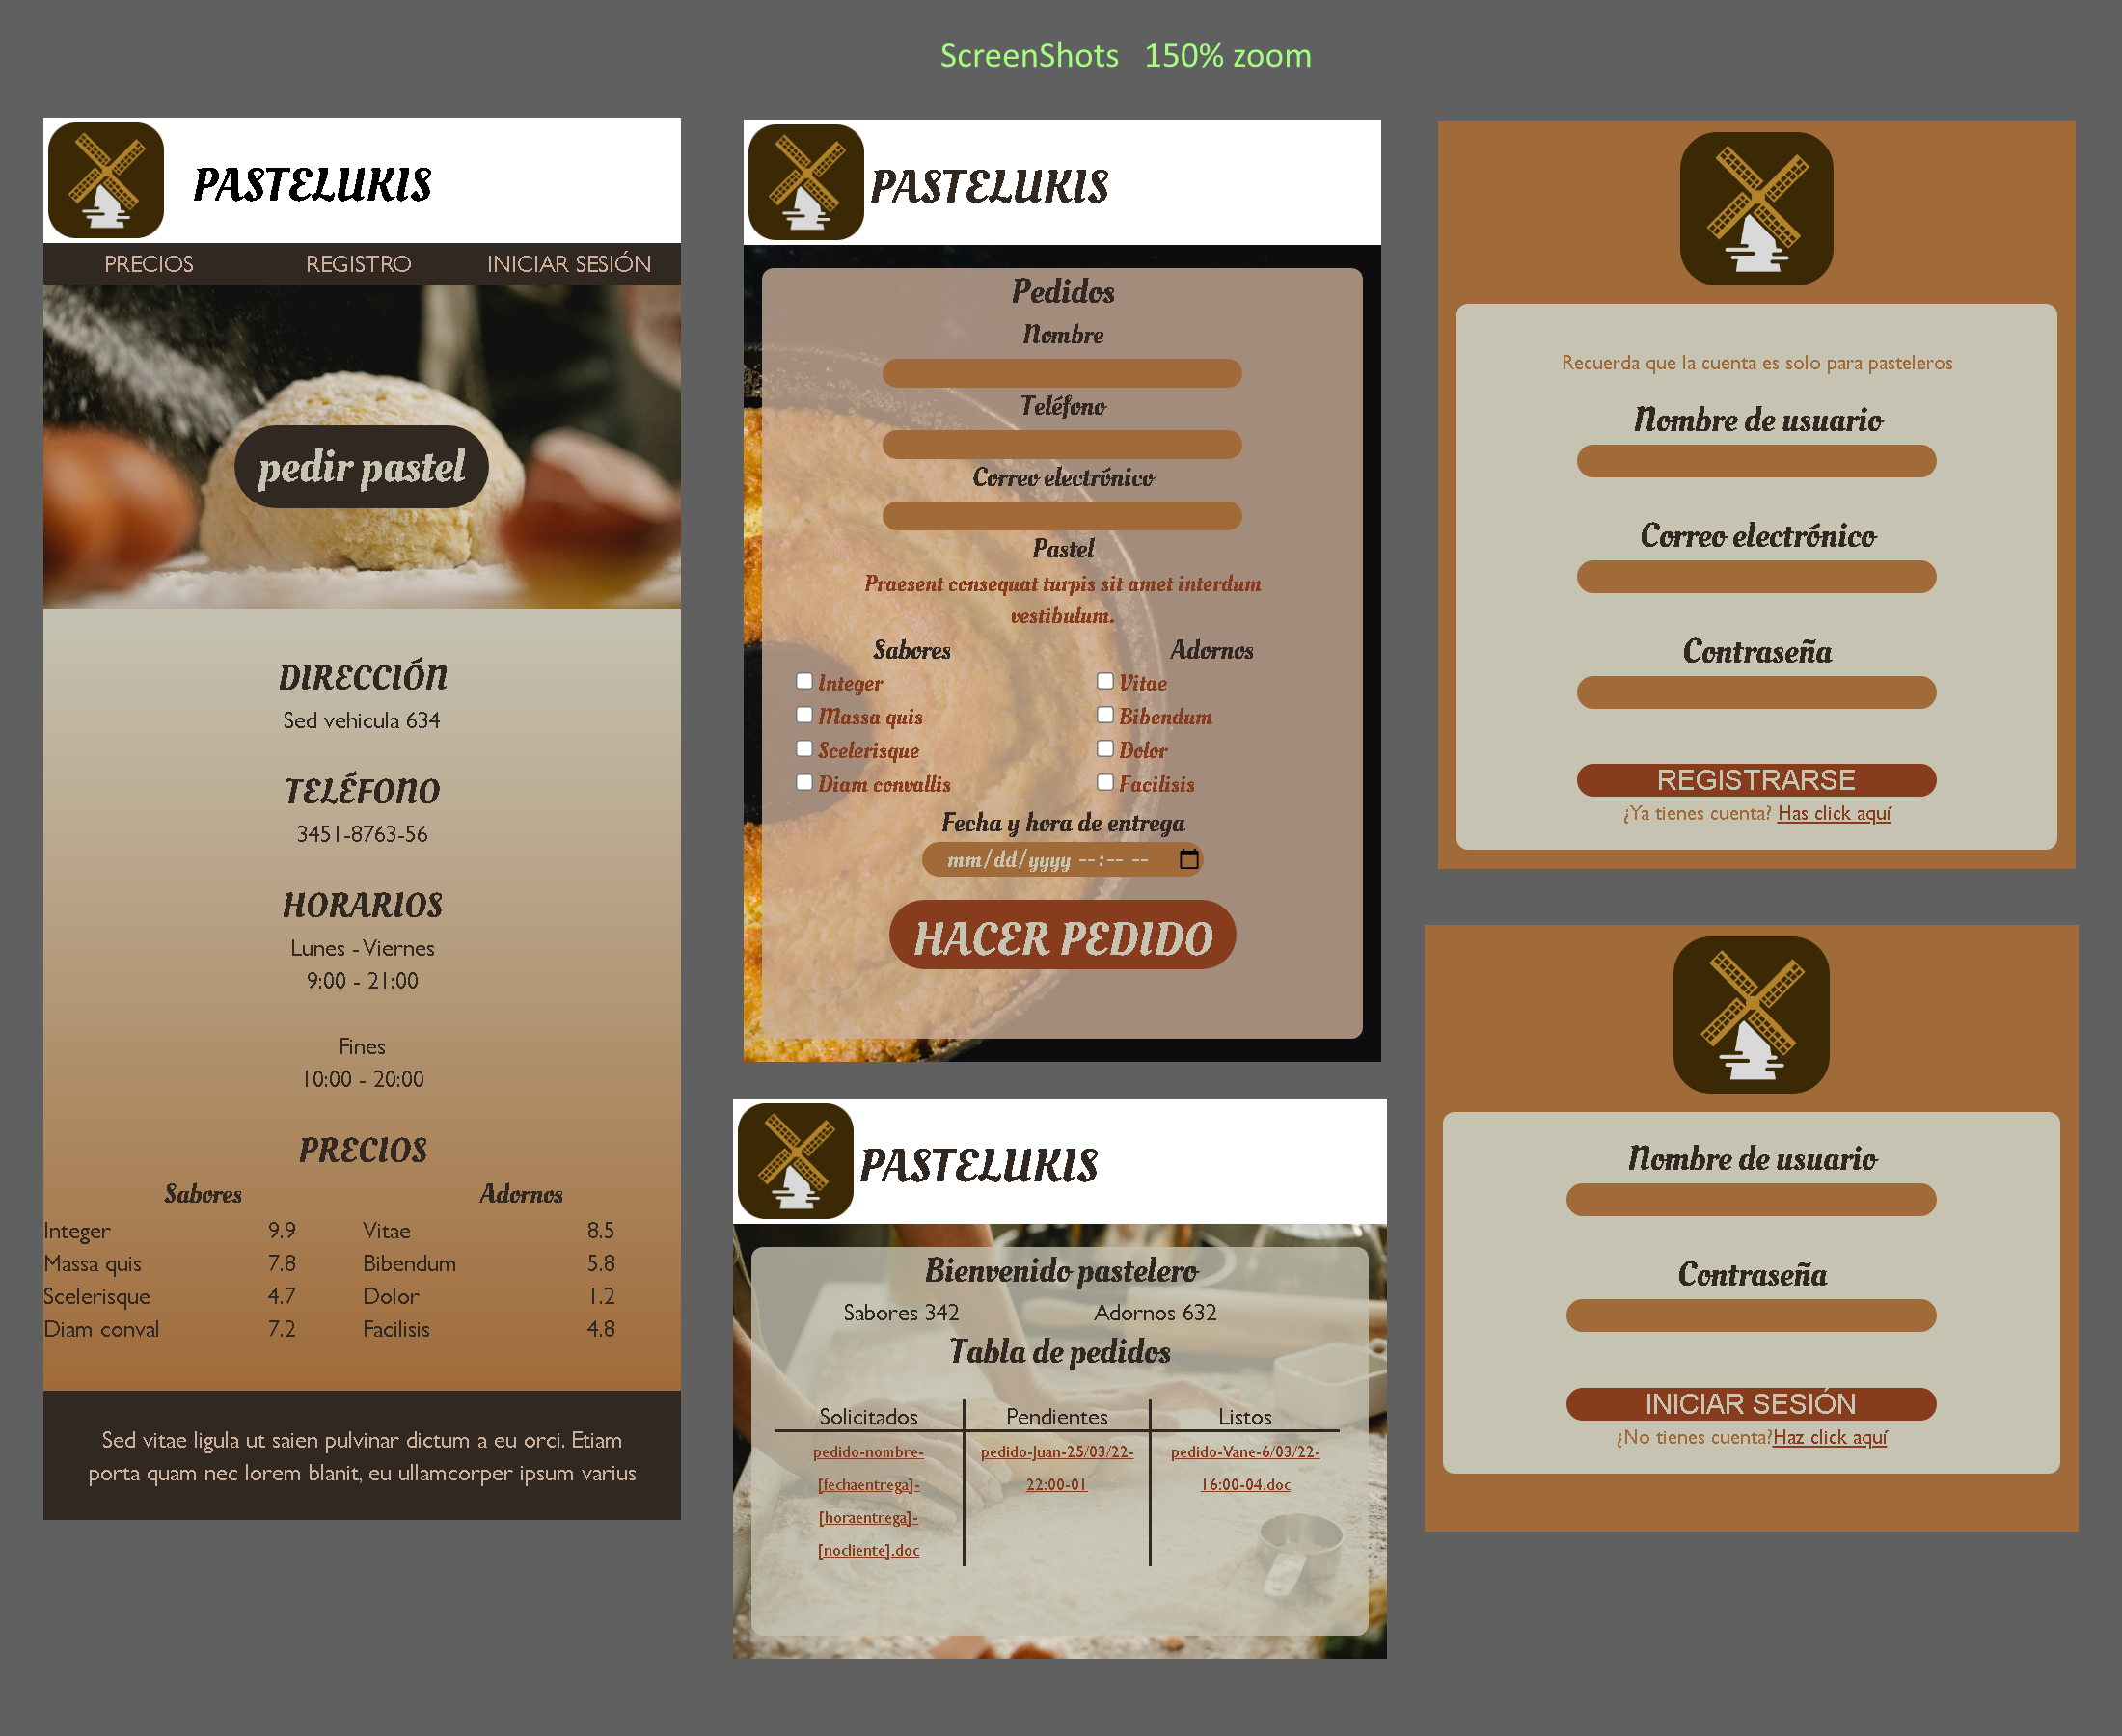 ScreenShots 150% zoom
PASTELUKIS
PRECIOS REGISTRO INICIAR SESIÓN
pedir pastel
DIRECCIÓN
Sed vehicula 634
TELÉFONO
3451-8763-56
HORARIOS
Lunes - Viernes
9:00 - 21:00
Fines
10:00 - 20:00
PRECIOS
Sabores Adornos
Integer 9.9 Vitae 8.5
Massa quis 7.8 Bibendum 5.8
Scelerisque 4.7 Dolor 1.2
Diam conval 7.2 Facilisis 4.8
Sed vitae ligula ut saien pulvinar dictum a eu orci. Etiam
porta quam nec lorem blanit, eu ullamcorper ipsum varius
PASTELUKIS
Pedidos
Nombre
Teléfono
Correo electrónico
Pastel
Praesent consequat turpis sit amet interdum
vestibulum.
Sabores Adornos
Integer Vitae
Massa quis Bibendum
Scelerisque Dolor
Diam convallis Facilisis
Fecha y hora de entrega
mm/dd/yyyy --:-- --
HACER PEDIDO
PASTELUKIS
Bienvenido pastelero
Sabores 342 Adornos 632
Tabla de pedidos
Solicitados Pendientes Listos
pedido-nombre- pedido-Juan-25/03/22- pedido-Vane-6/03/22-
[fechaentrega]- 22:00-01 16:00-04.doc
[horaentrega]-
[nocliente].doc
Recuerda que la cuenta es solo para pasteleros
Nombre de usuario
Correo electrónico
Contraseña
REGISTRARSE
¿Ya tienes cuenta? Has click aquí
Nombre de usuario
Contraseña
INICIAR SESIÓN
¿No tienes cuenta?Haz click aquí